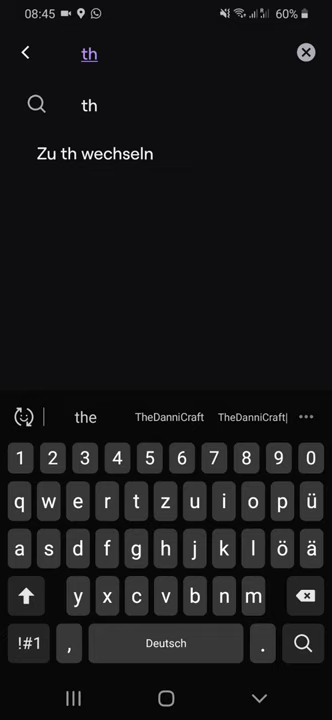 08:45 60%
th
th
Zu th wechseln
the TheDanniCraft TheDanniCraft|
1 2 3 4 5 6 7 8 9 0
q w e r t z u i o p ü
a s d f g h j k l ö ä
y x c v b n m
!#1 , Deutsch .